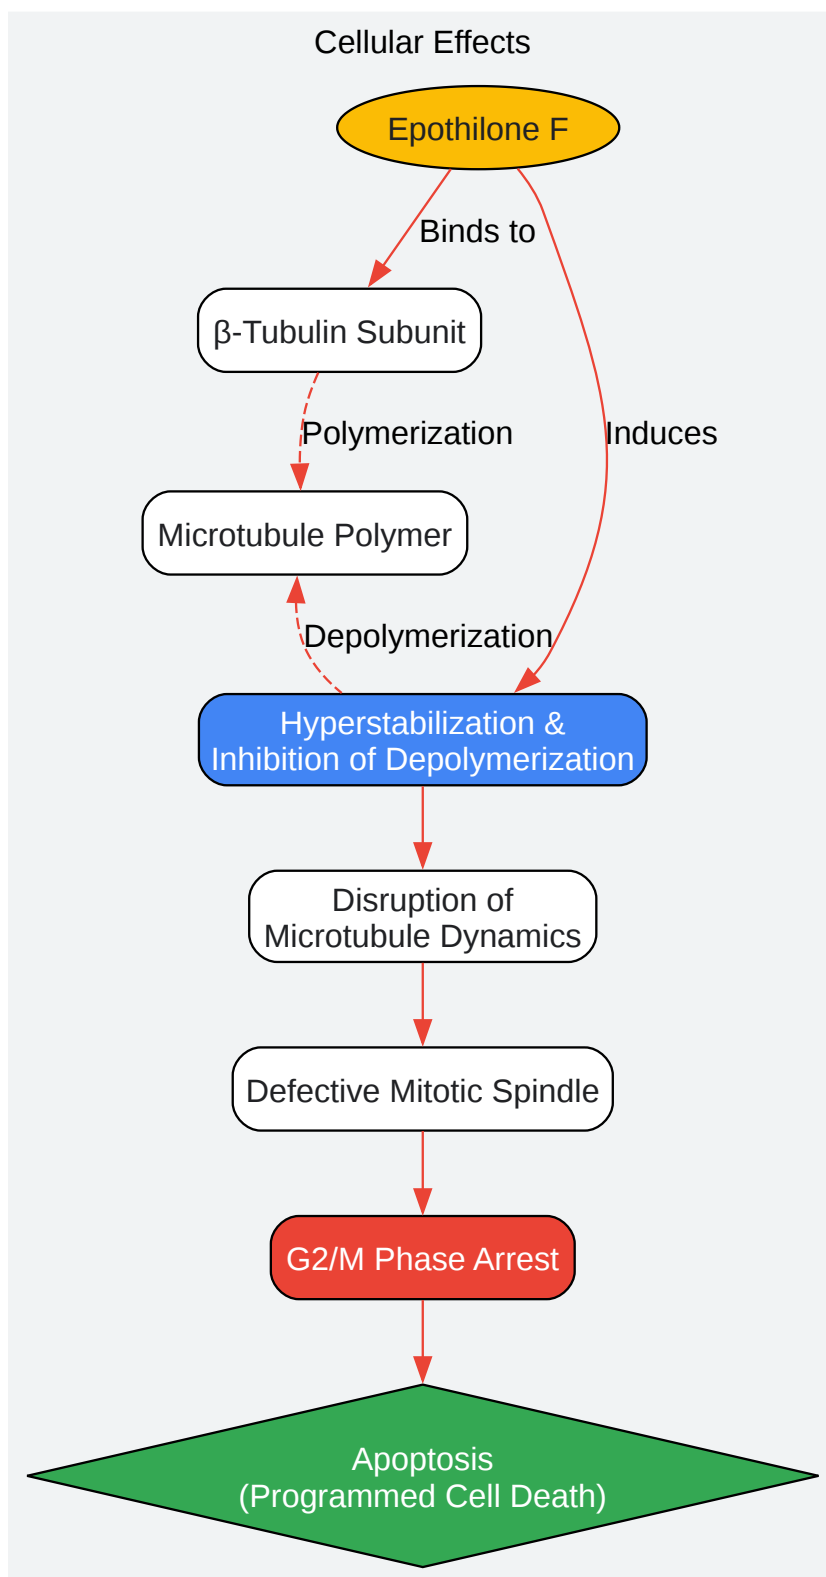 Cellular Effects
Epothilone F
Binds to
β-Tubulin Subunit
Polymerization
Induces
Microtubule Polymer
Depolymerization
Hyperstabilization &
Inhibition of Depolymerization
Disruption of
Microtubule Dynamics
Defective Mitotic Spindle
G2/M Phase Arrest
Apoptosis
(Programmed Cell Death)